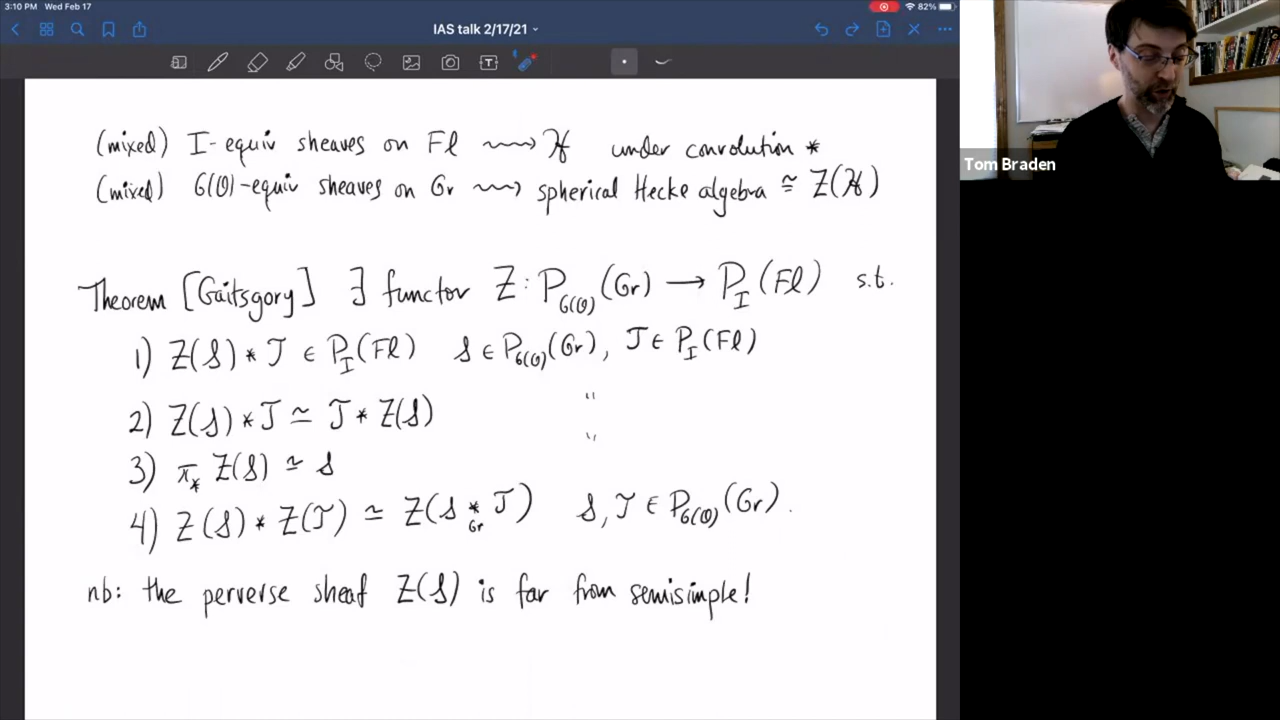 3:10 PM Wed Feb 17
82%
IAS talk 2/17/21
(mixed) I-equiv sheaves on Fl ⇝ ℋ under convolution *
(mixed) G(O)-equiv sheaves on Gr ⇝ spherical Hecke algebra ≅ Z(ℋ)
Theorem [Gaitsgory] ∃ functor Z : P_{G(O)}(Gr) → P_I(Fl) s.t.
1) Z(S) * T ∈ P_I(Fl) S ∈ P_{G(O)}(Gr), T ∈ P_I(Fl)
2) Z(S) * T ≃ T * Z(S) "
3) π_* Z(S) ≃ S "
4) Z(S) * Z(T) ≃ Z(S *_{Gr} T) S, T ∈ P_{G(O)}(Gr).
nb: the perverse sheaf Z(S) is far from semisimple!
Tom Braden